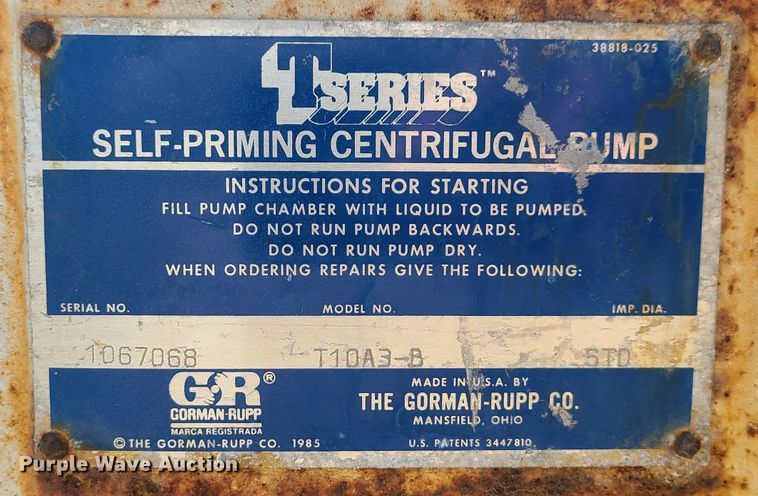 38818-025
T SERIES™
SELF-PRIMING CENTRIFUGAL PUMP
INSTRUCTIONS FOR STARTING
FILL PUMP CHAMBER WITH LIQUID TO BE PUMPED.
DO NOT RUN PUMP BACKWARDS.
DO NOT RUN PUMP DRY.
WHEN ORDERING REPAIRS GIVE THE FOLLOWING:
SERIAL NO. MODEL NO. IMP. DIA.
1067068 T10A3-B STD
GR®
GORMAN-RUPP
MARCA REGISTRADA
© THE GORMAN-RUPP CO. 1985
MADE IN U.S.A. BY
THE GORMAN-RUPP CO.
MANSFIELD, OHIO
U.S. PATENTS 3447810
Purple Wave Auction